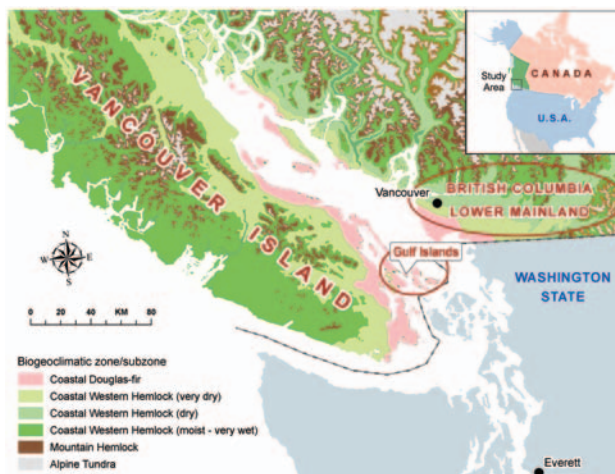 VANCOUVER ISLAND
Study
Area
CANADA
U.S.A.
Vancouver
BRITISH COLUMBIA
LOWER MAINLAND
Gulf Islands
WASHINGTON
STATE
N
W E
S
0 20 40 KM 80
Biogeoclimatic zone/subzone
Coastal Douglas-fir
Coastal Western Hemlock (very dry)
Coastal Western Hemlock (dry)
Coastal Western Hemlock (moist - very wet)
Mountain Hemlock
Alpine Tundra
Everett